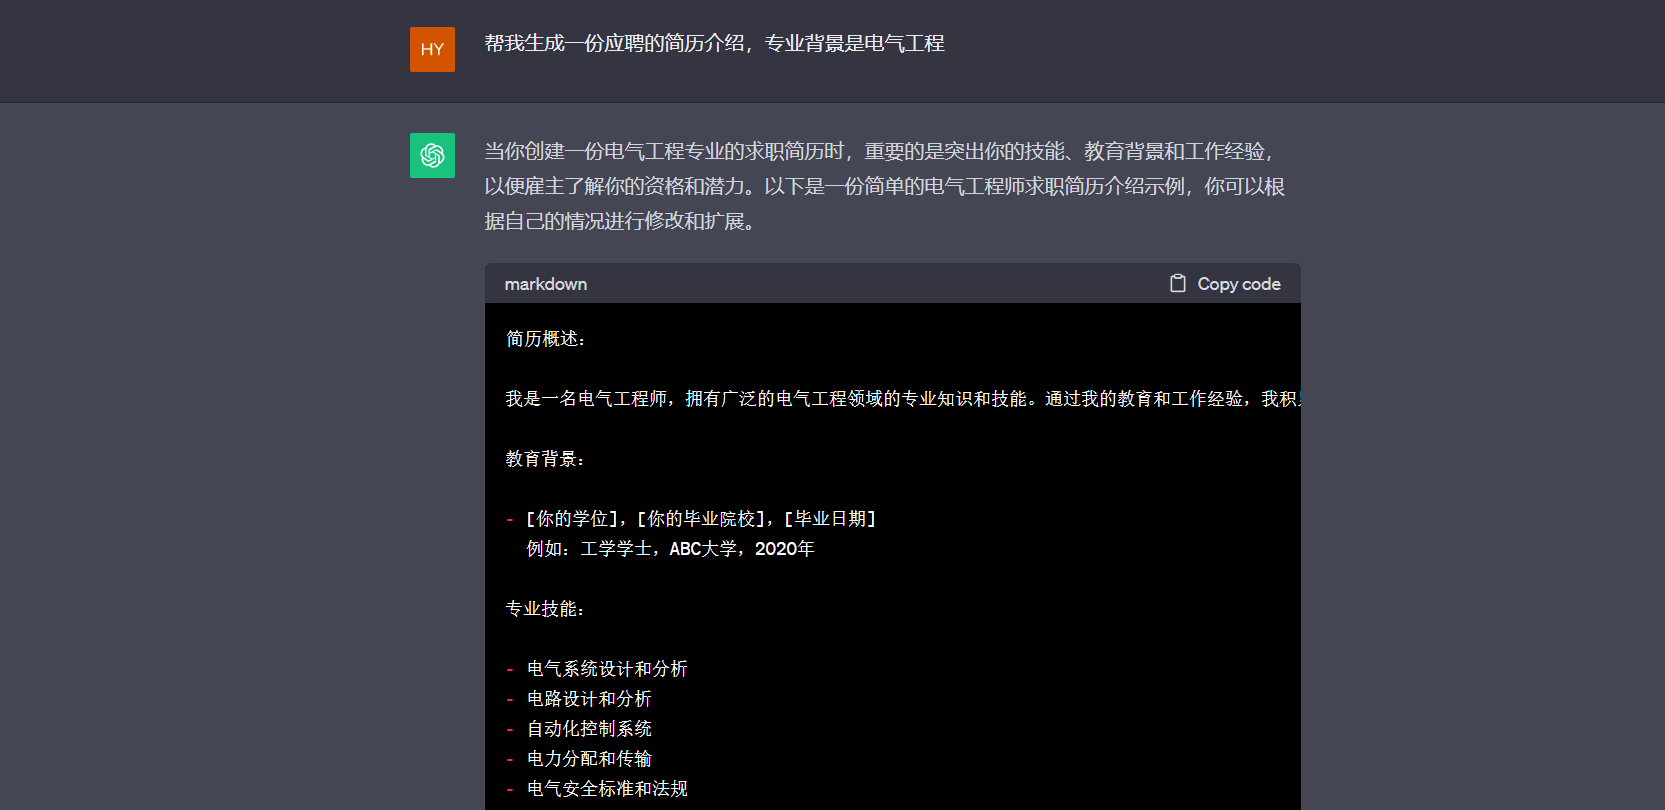 HY
帮我生成一份应聘的简历介绍，专业背景是电气工程
当你创建一份电气工程专业的求职简历时，重要的是突出你的技能、教育背景和工作经验，
以便雇主了解你的资格和潜力。以下是一份简单的电气工程师求职简历介绍示例，你可以根
据自己的情况进行修改和扩展。
markdown
Copy code
简历概述：
我是一名电气工程师，拥有广泛的电气工程领域的专业知识和技能。通过我的教育和工作经验，我积
教育背景：
- [你的学位]，[你的毕业院校]，[毕业日期]
例如：工学学士，ABC大学，2020年
专业技能：
- 电气系统设计和分析
- 电路设计和分析
- 自动化控制系统
- 电力分配和传输
- 电气安全标准和法规